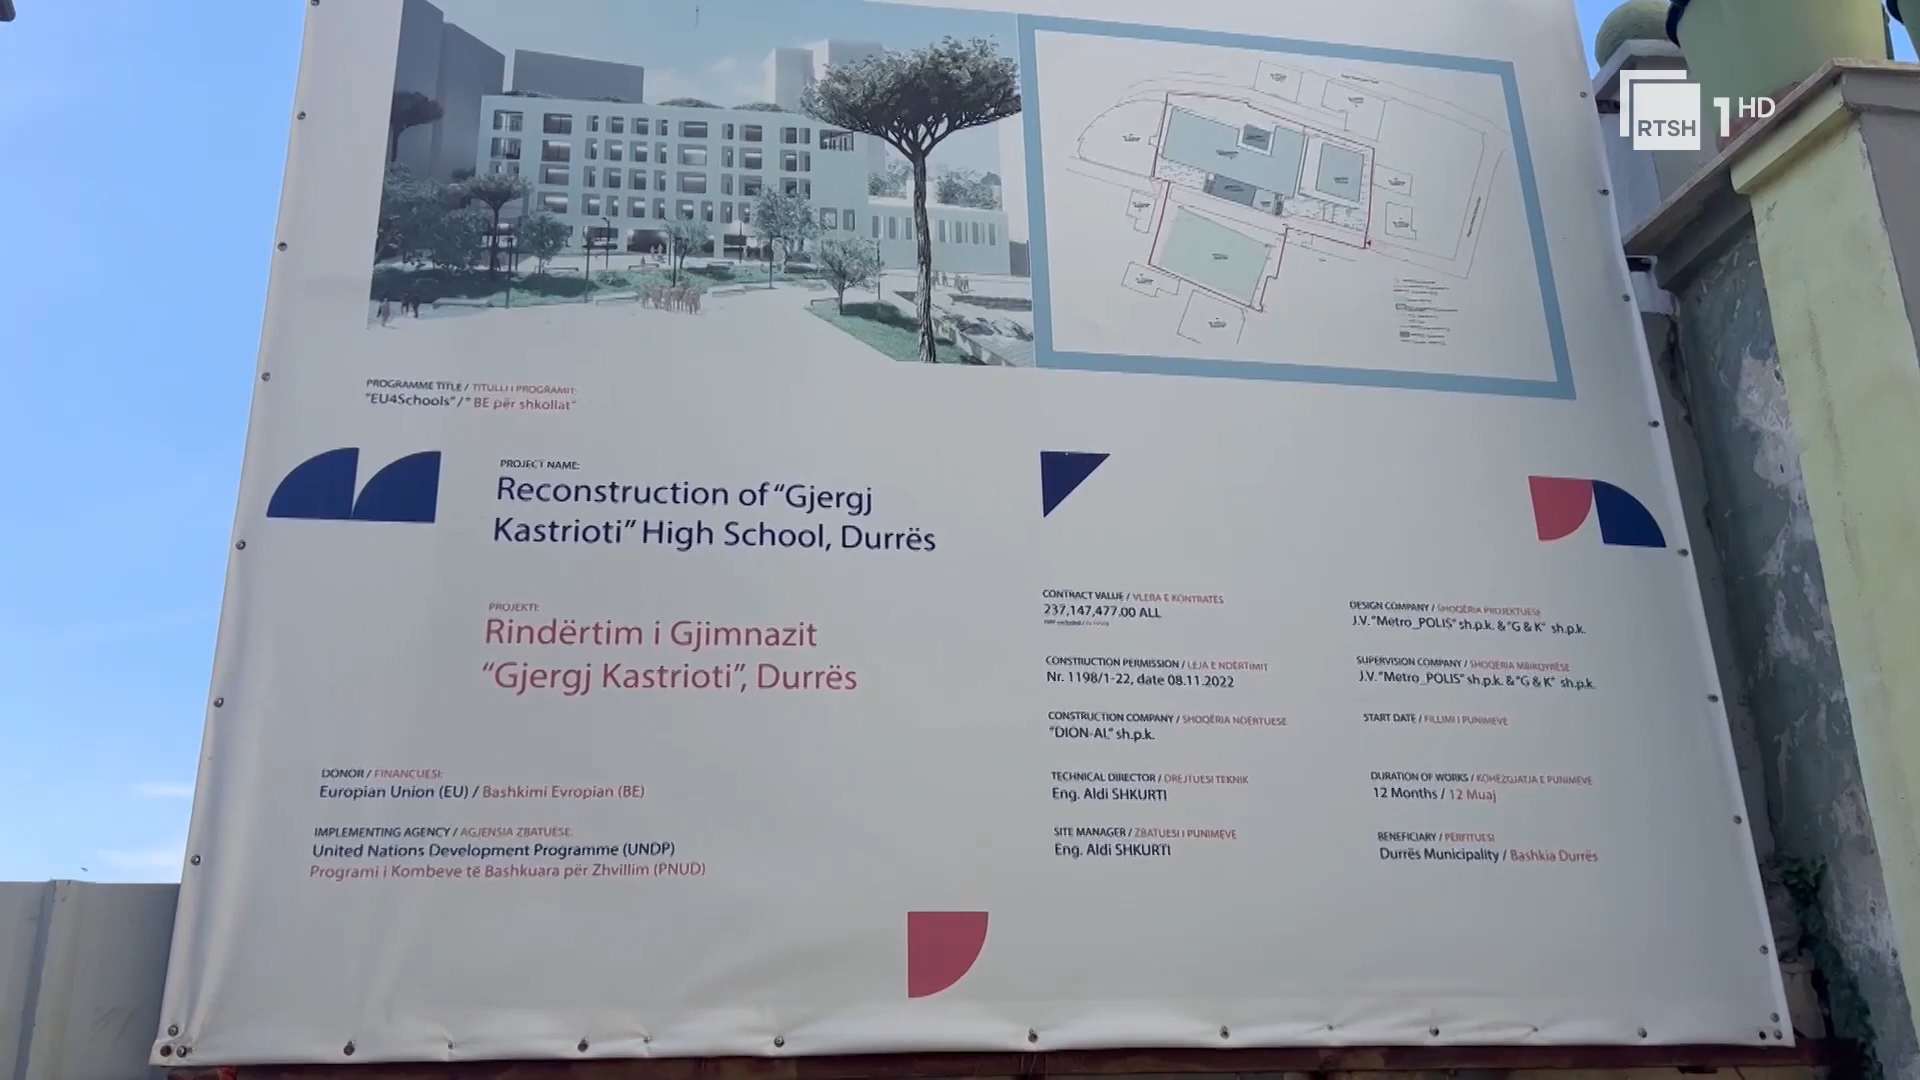 RTSH 1 HD
PROGRAMME TITLE / TITULLI I PROGRAMIT:
"EU4Schools" / " BE për shkollat"
PROJECT NAME:
Reconstruction of "Gjergj
Kastrioti" High School, Durrës
PROJEKTI:
Rindërtim i Gjimnazit
"Gjergj Kastrioti", Durrës
DONOR / FINANCUESI:
Europian Union (EU) / Bashkimi Evropian (BE)
IMPLEMENTING AGENCY / AGJENSIA ZBATUESE:
United Nations Development Programme (UNDP)
Programi i Kombeve të Bashkuara për Zhvillim (PNUD)
CONTRACT VALUE / VLERA E KONTRATËS
237,147,477.00 ALL
CONSTRUCTION PERMISSION / LEJA E NDËRTIMIT
Nr. 1198/1-22, date 08.11.2022
CONSTRUCTION COMPANY / SHOQËRIA NDËRTUESE
"DION-AL" sh.p.k.
TECHNICAL DIRECTOR / DREJTUESI TEKNIK
Eng. Aldi SHKURTI
SITE MANAGER / ZBATUESI I PUNIMEVE
Eng. Aldi SHKURTI
DESIGN COMPANY / SHOQËRIA PROJEKTUESE
J.V. "Metro_POLIS" sh.p.k. & "G & K" sh.p.k.
SUPERVISION COMPANY / SHOQËRIA MBIKQYRËSE
J.V. "Metro_POLIS" sh.p.k. & "G & K" sh.p.k.
START DATE / FILLIMI I PUNIMEVE
DURATION OF WORKS / KOHËZGJATJA E PUNIMEVE
12 Months / 12 Muaj
BENEFICIARY / PËRFITUESI
Durrës Municipality / Bashkia Durrës